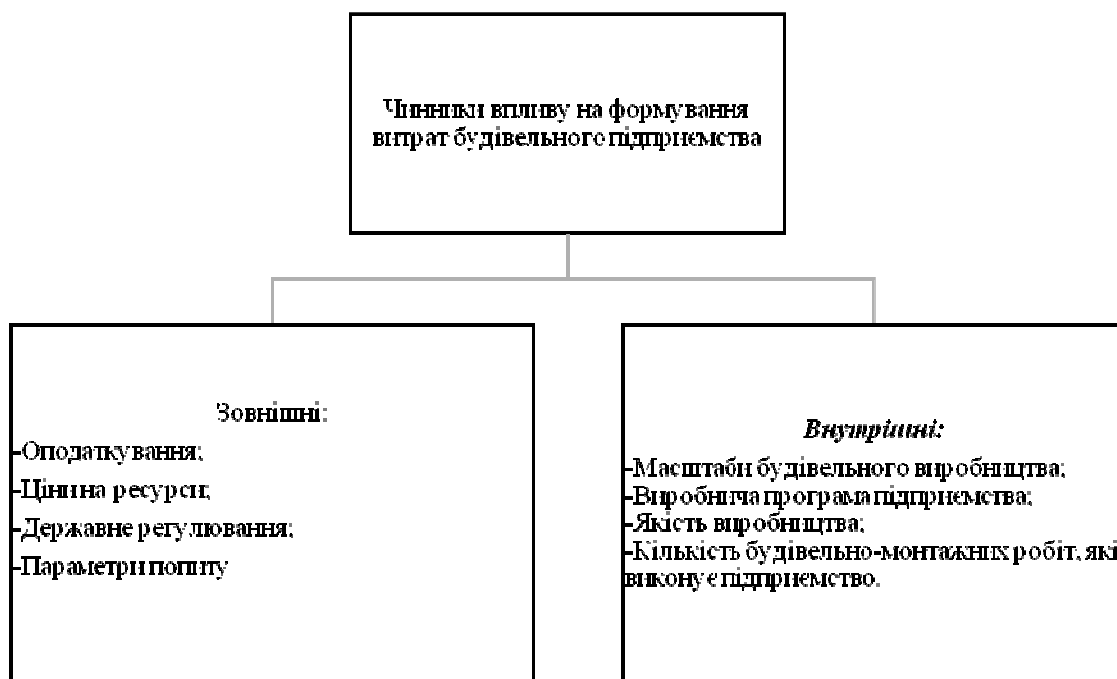 Чинники впливу на формування
витрат будівельного підприємства
Зовнішні:
-Оподаткування;
-Ціни на ресурси;
-Державне регулювання;
-Параметри попиту
Внутрішні:
-Масштаби будівельного виробництва;
-Виробнича програма підприємства;
-Якість виробництва;
-Кількість будівельно-монтажних робіт, які
виконує підприємство.